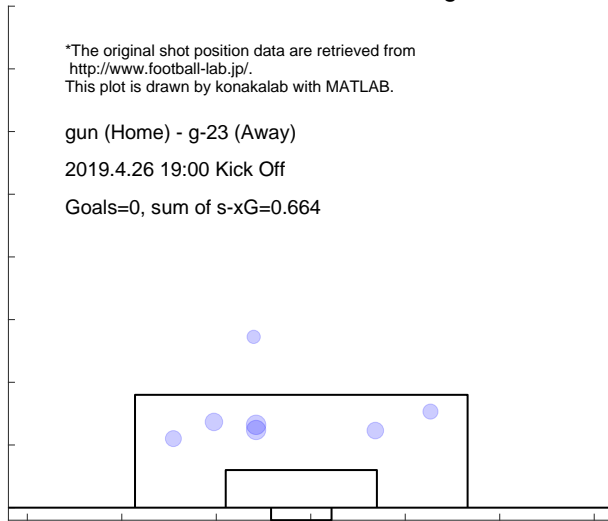 *The original shot position data are retrieved from
http://www.football-lab.jp/.
This plot is drawn by konakalab with MATLAB.
gun (Home) - g-23 (Away)
2019.4.26 19:00 Kick Off
Goals=0, sum of s-xG=0.664